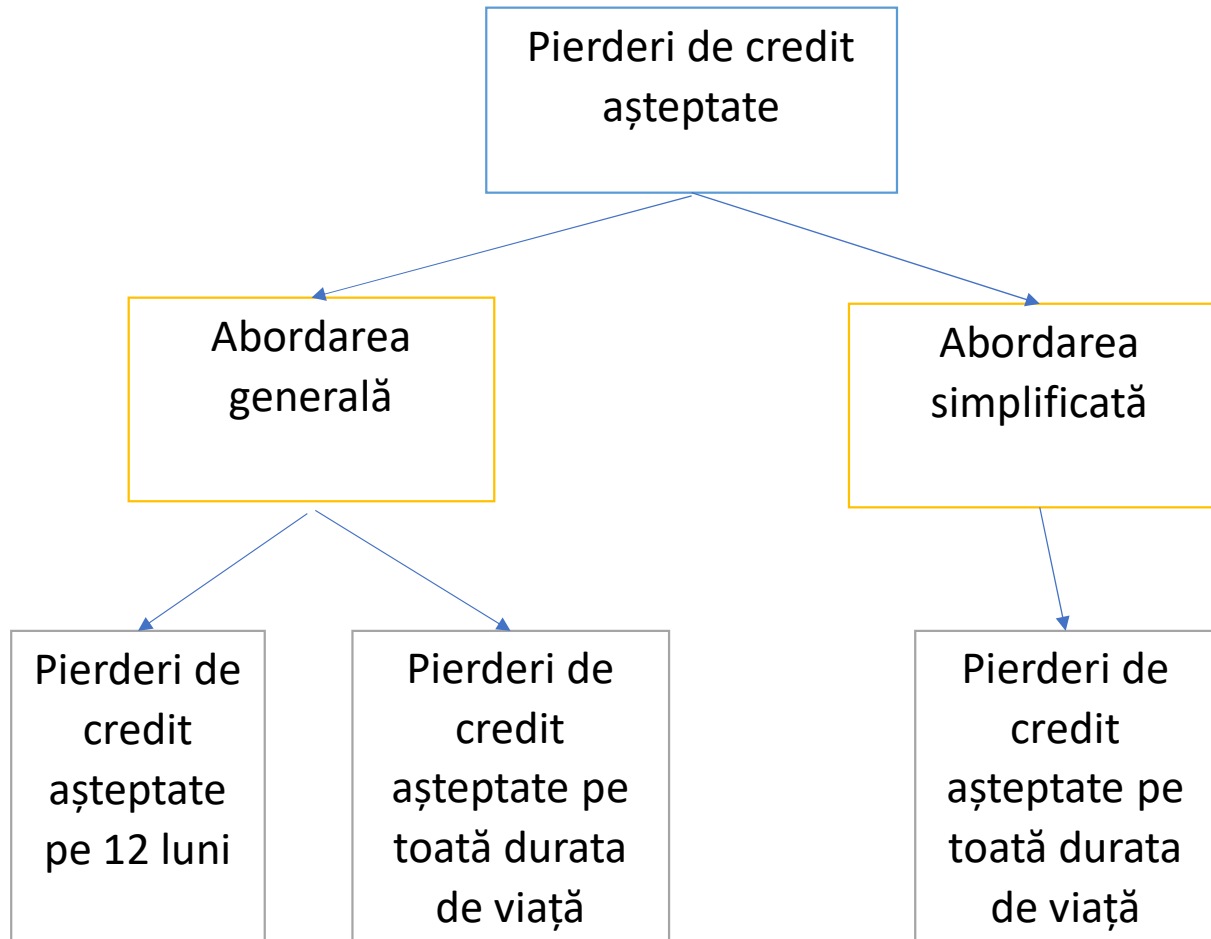 Pierderi de credit
așteptate
Abordarea
generală
Abordarea
simplificată
Pierderi de
credit
așteptate
pe 12 luni
Pierderi de
credit
așteptate pe
toată durata
de viață
Pierderi de
credit
așteptate pe
toată durata
de viață